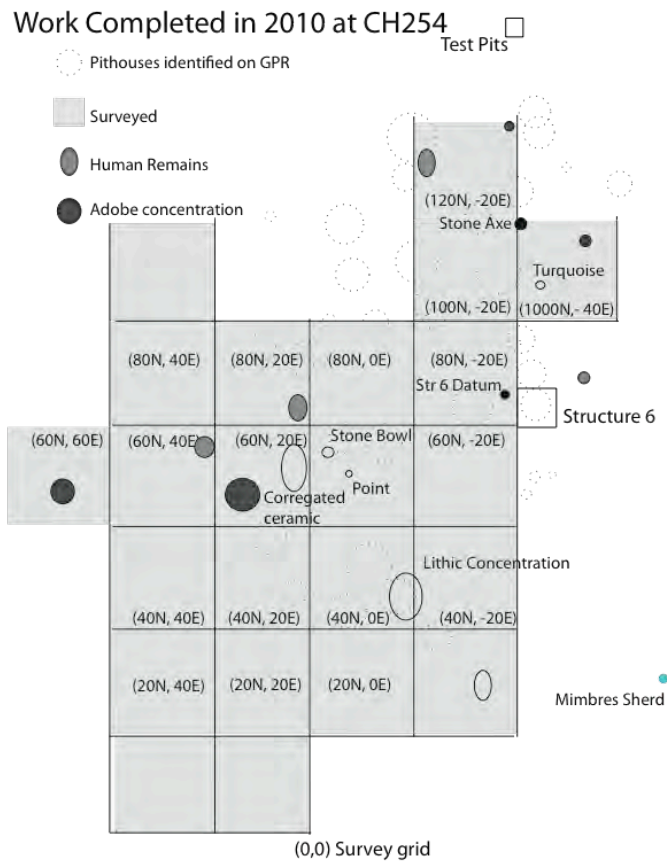 Work Completed in 2010 at CH254
Test Pits
Pithouses identified on GPR
Surveyed
Human Remains
Adobe concentration
(120N, -20E)
Stone Axe
Turquoise
(100N, -20E)
(1000N,- 40E)
(80N, 40E)
(80N, 20E)
(80N, 0E)
(80N, -20E)
Str 6 Datum
Structure 6
(60N, 60E)
(60N, 40E)
(60N, 20E)
Stone Bowl
(60N, -20E)
Point
Corregated
ceramic
Lithic Concentration
(40N, 40E)
(40N, 20E)
(40N, 0E)
(40N, -20E)
(20N, 40E)
(20N, 20E)
(20N, 0E)
Mimbres Sherd
(0,0) Survey grid